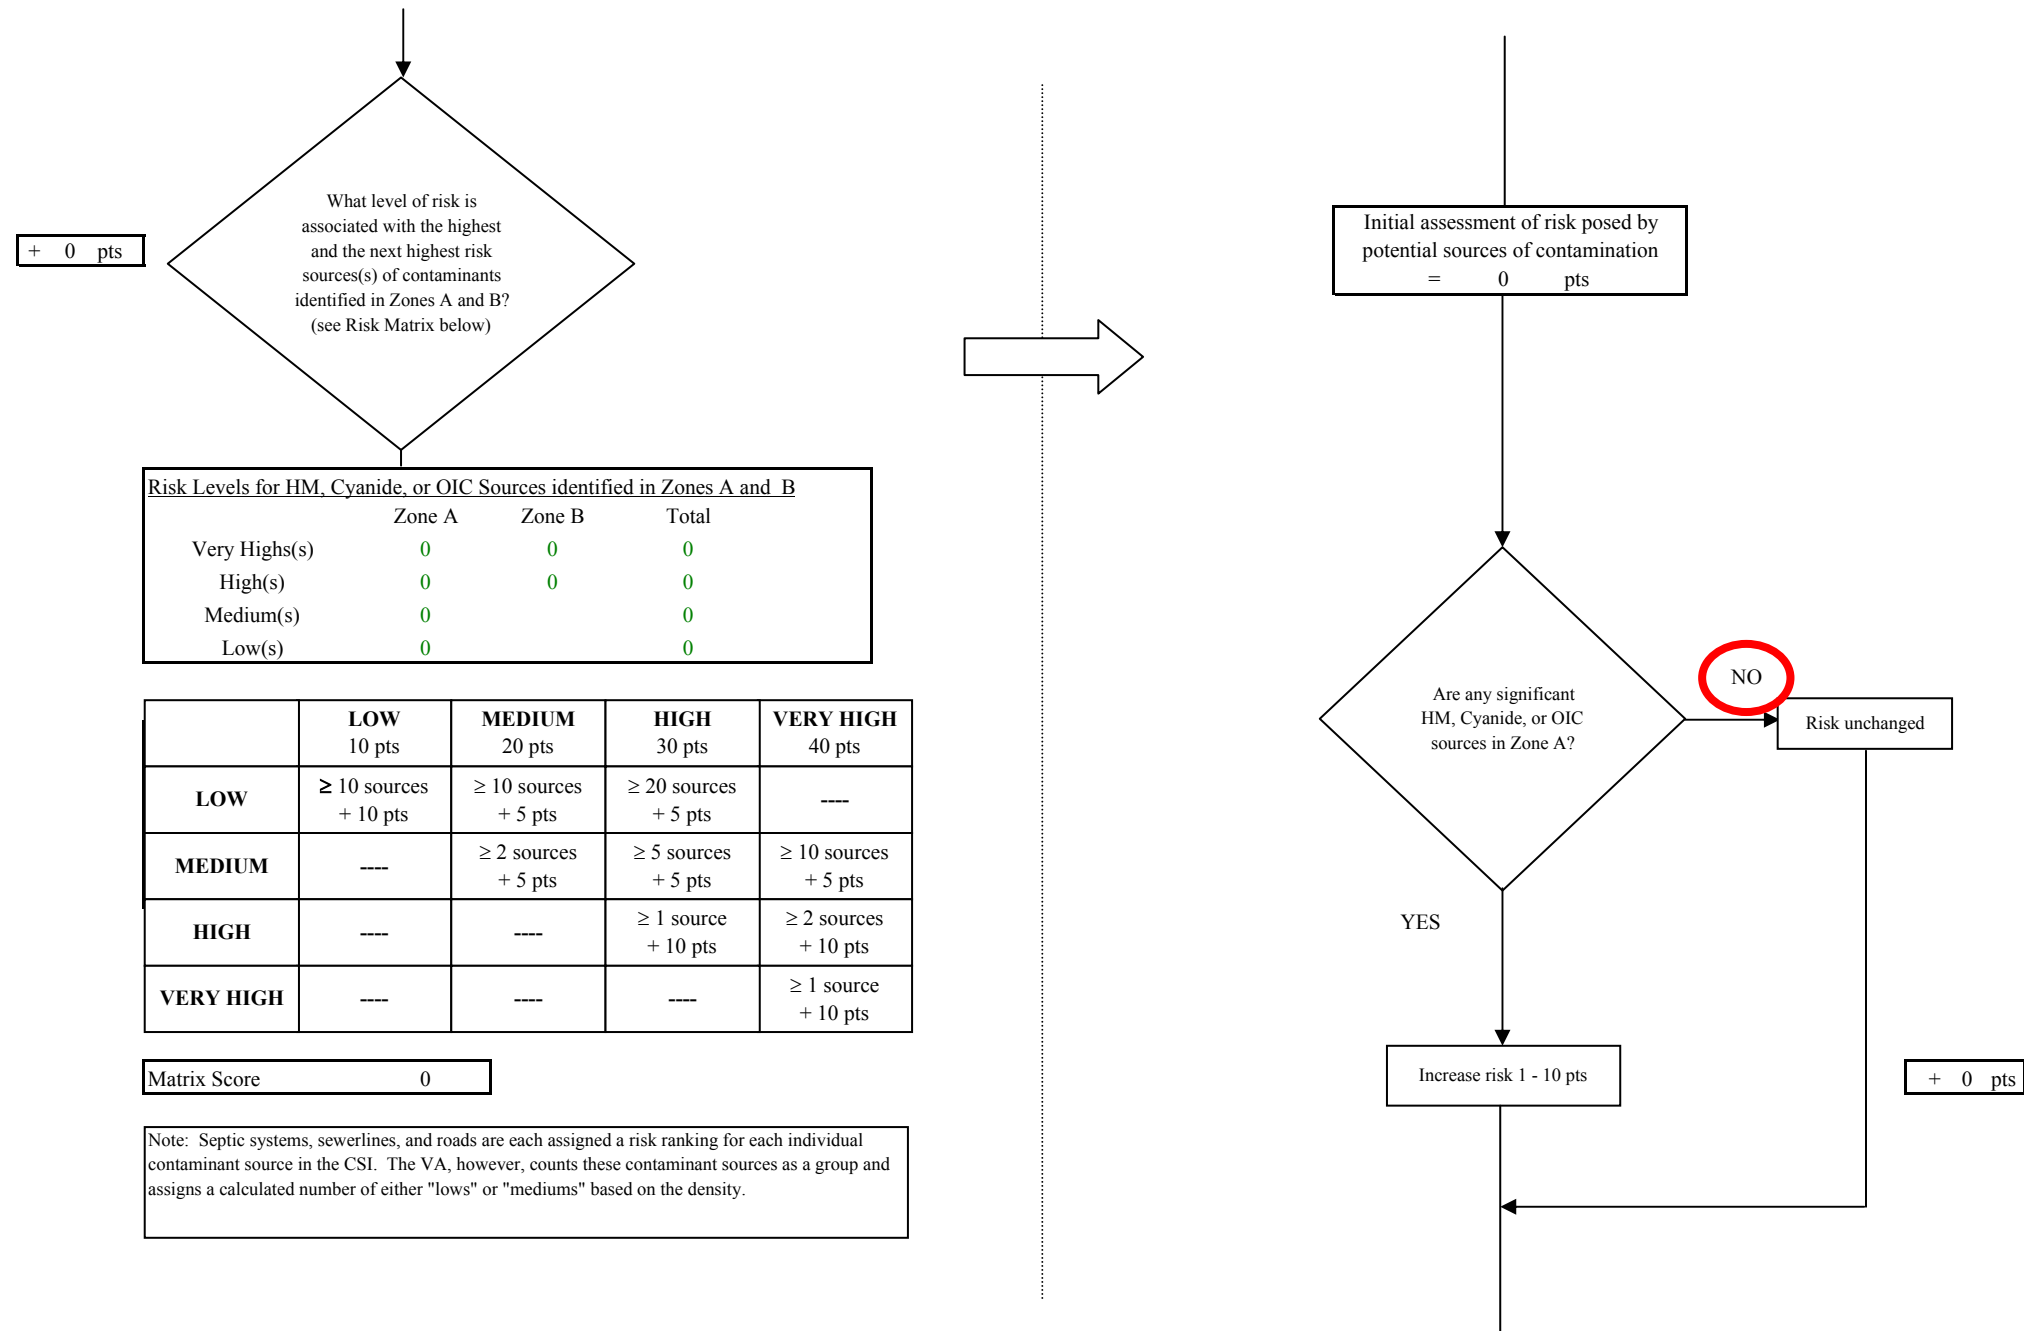 What level of risk is
associated with the highest
and the next highest risk
sources(s) of contaminants
identified in Zones A and B?
(see Risk Matrix below)
+ 0 pts
Risk Levels for HM, Cyanide, or OIC Sources identified in Zones A and B
Zone A Zone B Total
Very Highs(s) 0 0 0
High(s) 0 0 0
Medium(s) 0 0
Low(s) 0 0
LOW MEDIUM HIGH VERY HIGH
10 pts 20 pts 30 pts 40 pts
LOW ≥ 10 sources ≥ 10 sources ≥ 20 sources ----
+ 10 pts + 5 pts + 5 pts
MEDIUM ---- ≥ 2 sources ≥ 5 sources ≥ 10 sources
+ 5 pts + 5 pts + 5 pts
HIGH ---- ---- ≥ 1 source ≥ 2 sources
+ 10 pts + 10 pts
VERY HIGH ---- ---- ---- ≥ 1 source
+ 10 pts
Matrix Score 0
Note: Septic systems, sewerlines, and roads are each assigned a risk ranking for each individual
contaminant source in the CSI. The VA, however, counts these contaminant sources as a group and
assigns a calculated number of either "lows" or "mediums" based on the density.
Initial assessment of risk posed by
potential sources of contamination
= 0 pts
Are any significant
HM, Cyanide, or OIC
sources in Zone A?
NO
Risk unchanged
YES
Increase risk 1 - 10 pts
+ 0 pts